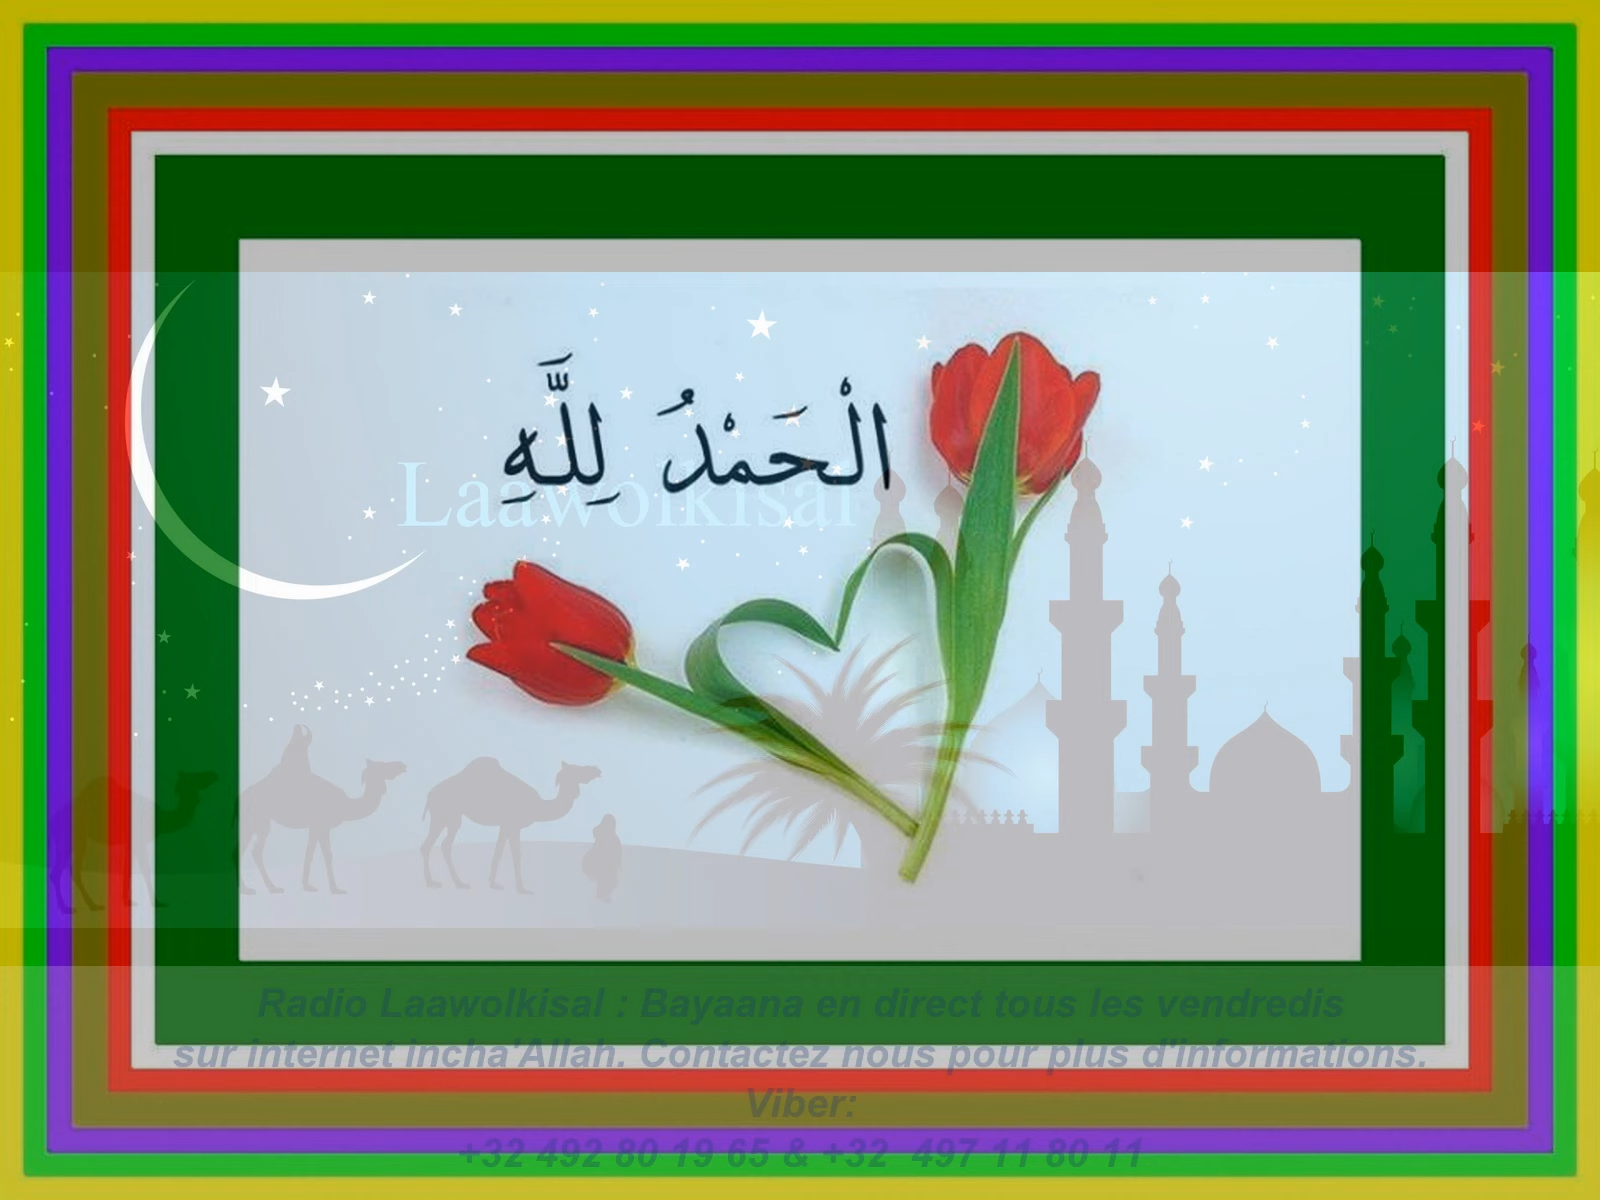 الْحَمْدُ لِلَّهِ
Laawolkisal
Radio Laawolkisal : Bayaana en direct tous les vendredis
sur internet incha'Allah. Contactez nous pour plus d'informations.
Viber:
+32 492 80 19 65 & +32  497 11 80 11